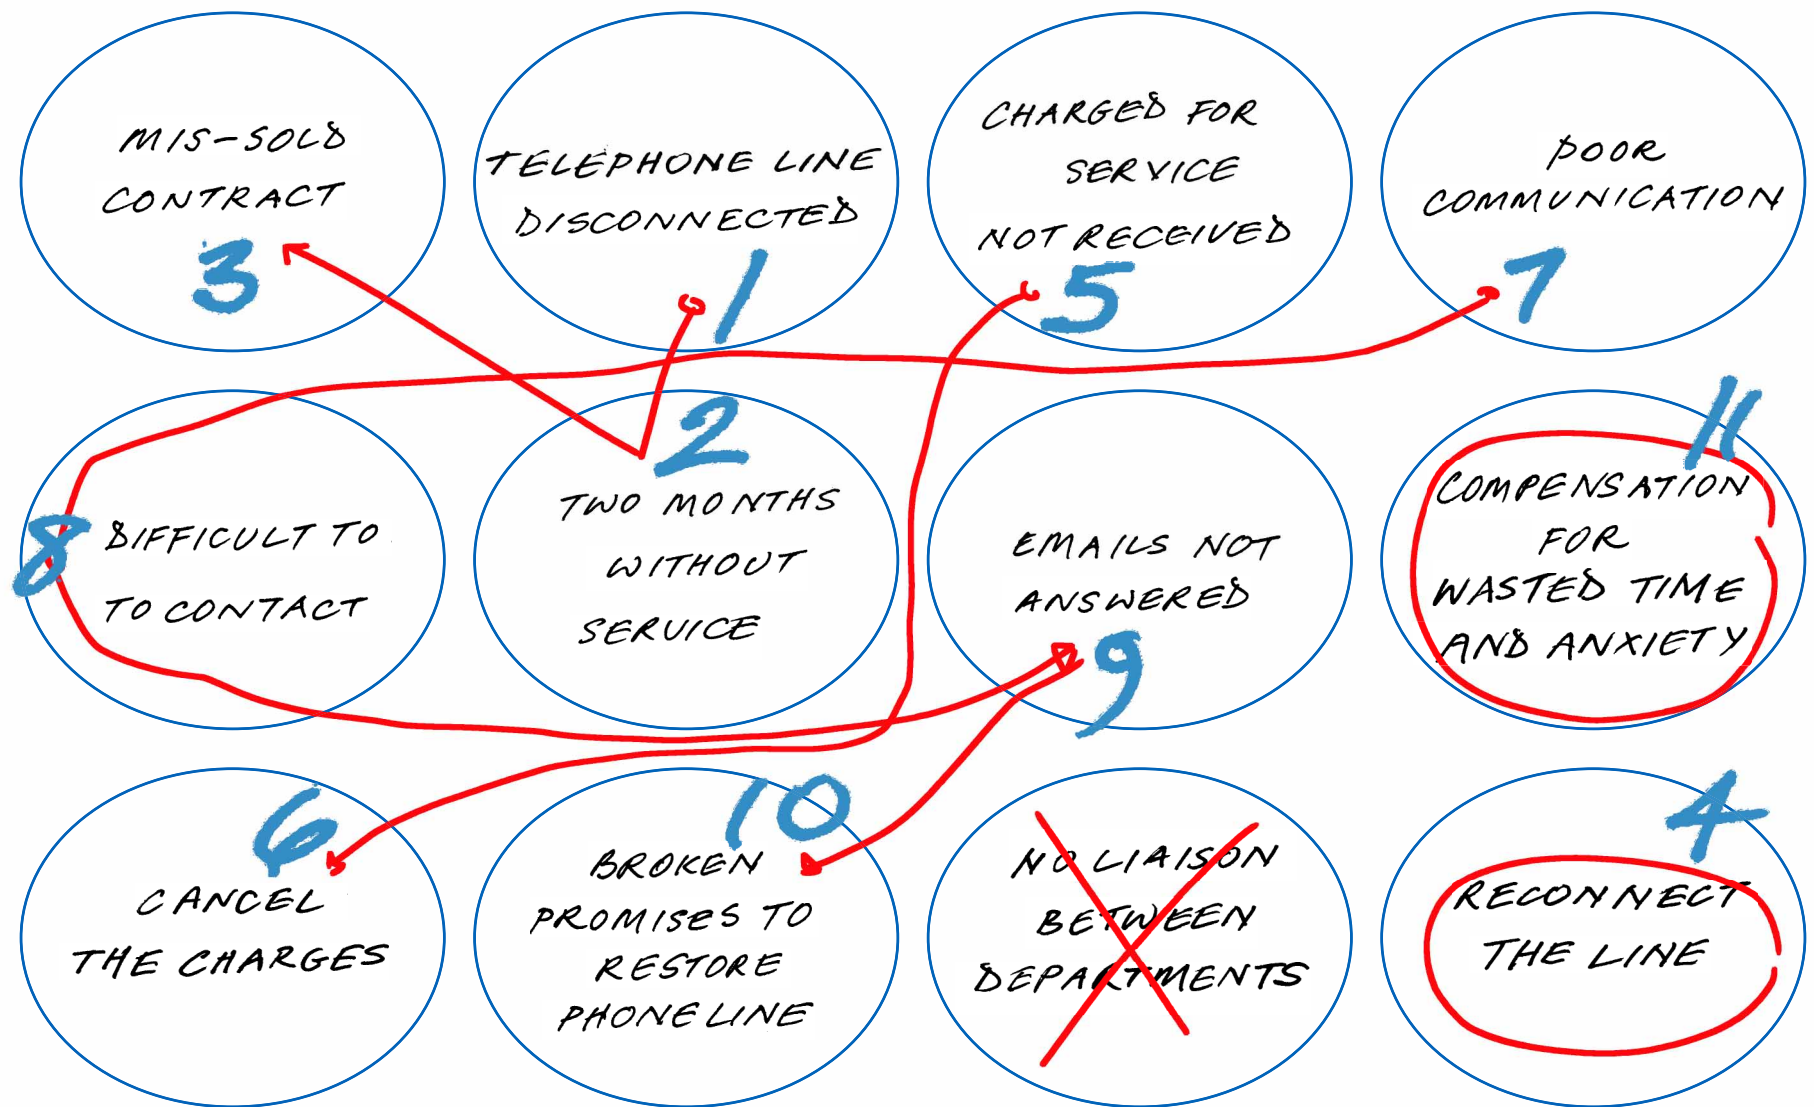 MIS-SOLD
CONTRACT
3
TELEPHONE LINE
DISCONNECTED
1
CHARGED FOR
SERVICE
NOT RECEIVED
5
POOR
COMMUNICATION
7
8
DIFFICULT TO
TO CONTACT
2
TWO MONTHS
WITHOUT
SERVICE
EMAILS NOT
ANSWERED
9
11
COMPENSATION
FOR
WASTED TIME
AND ANXIETY
6
CANCEL
THE CHARGES
10
BROKEN
PROMISES TO
RESTORE
PHONE LINE
NO LIAISON
BETWEEN
DEPARTMENTS
4
RECONNECT
THE LINE